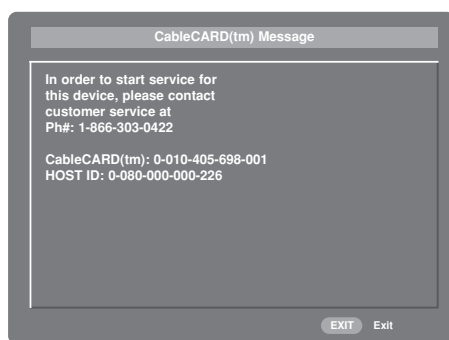 CableCARD(tm) Message
In order to start service for
this device, please contact
customer service at
Ph#: 1-866-303-0422
CableCARD(tm): 0-010-405-698-001
HOST ID: 0-080-000-000-226
EXIT Exit